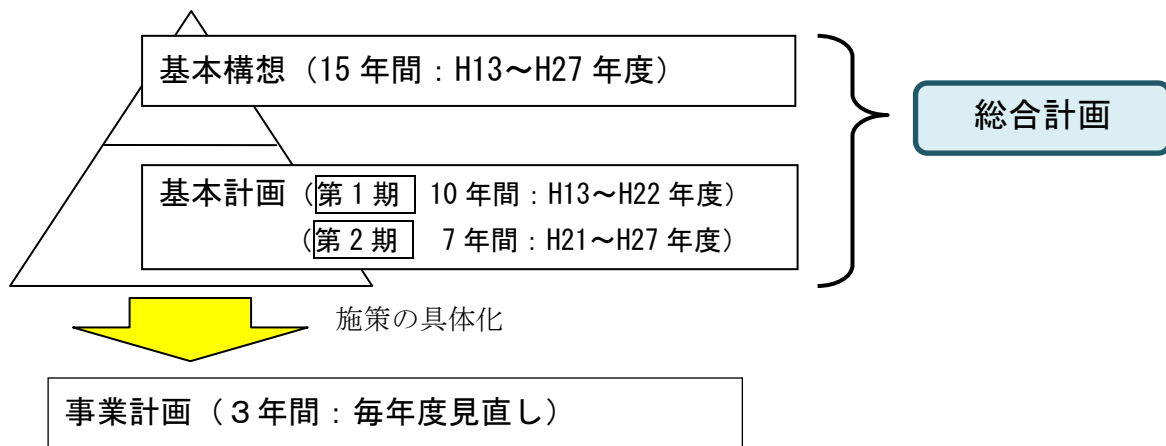 基本構想（15年間：H13～H27年度）
総合計画
基本計画（第1期 10年間：H13～H22年度）
（第2期 7年間：H21～H27年度）
施策の具体化
事業計画（３年間：毎年度見直し）